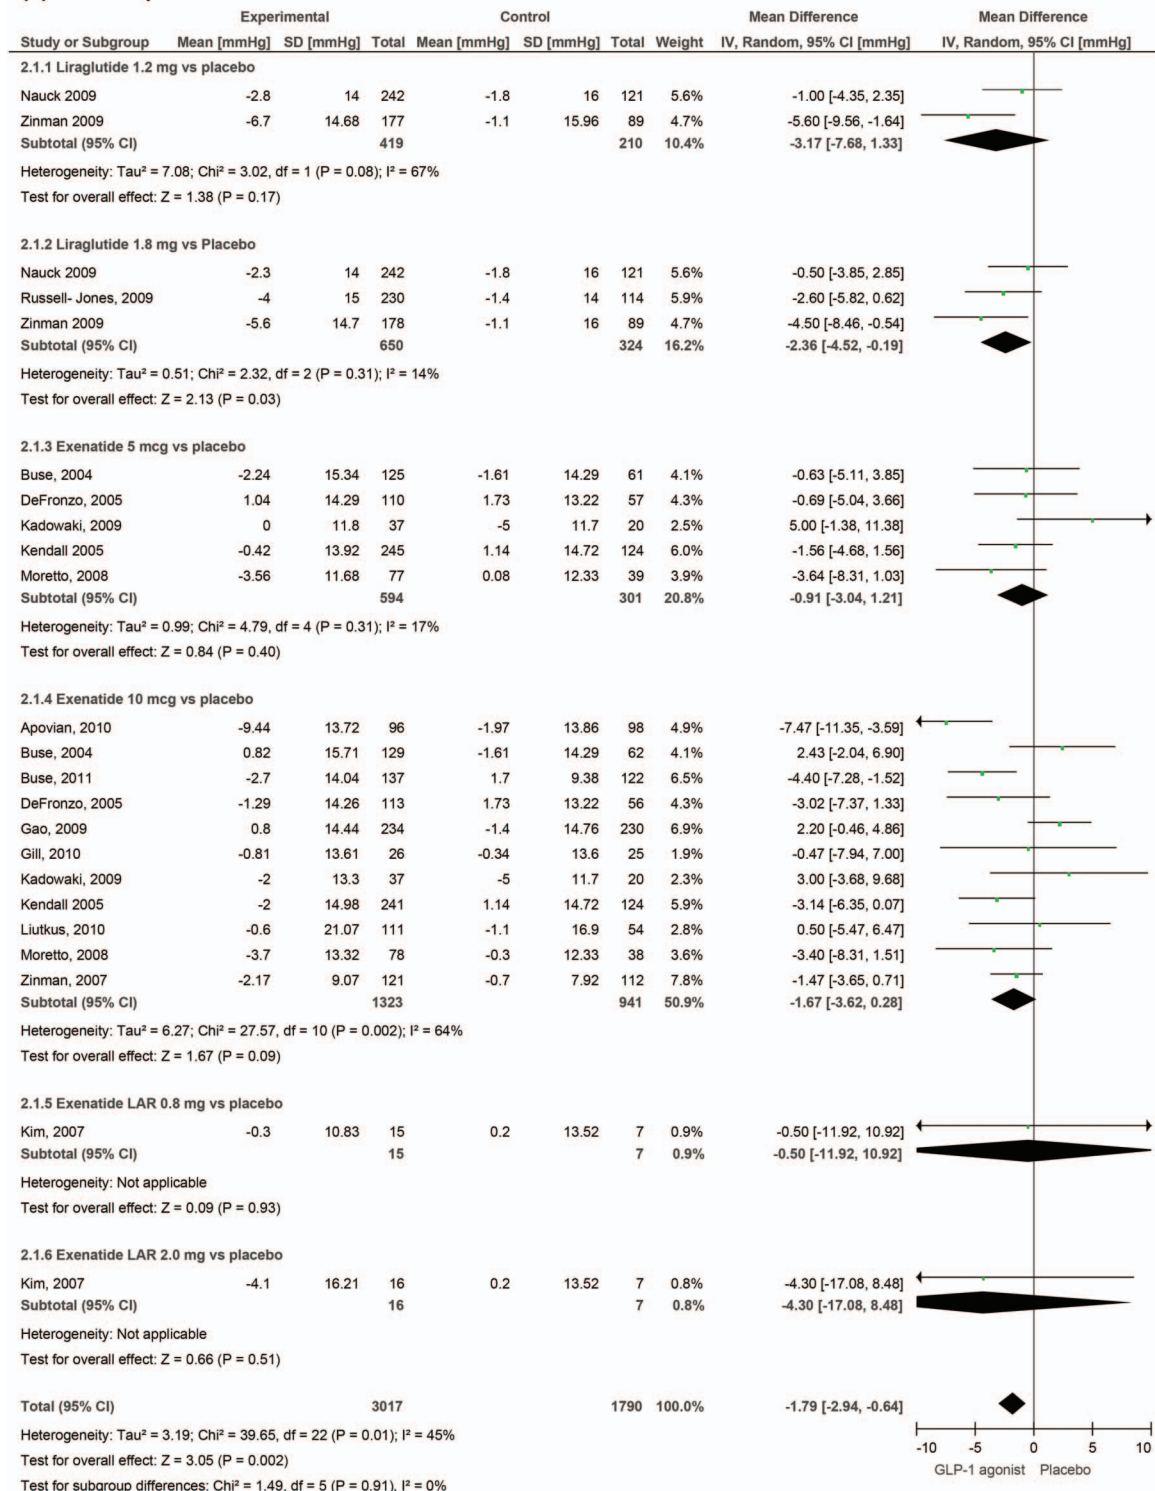 Experimental Control Mean Difference Mean Difference
Study or Subgroup Mean [mmHg] SD [mmHg] Total Mean [mmHg] SD [mmHg] Total Weight IV, Random, 95% CI [mmHg] IV, Random, 95% CI [mmHg]
2.1.1 Liraglutide 1.2 mg vs placebo
Nauck 2009 -2.8 14 242 -1.8 16 121 5.6% -1.00 [-4.35, 2.35]
Zinman 2009 -6.7 14.68 177 -1.1 15.96 89 4.7% -5.60 [-9.56, -1.64]
Subtotal (95% CI) 419 210 10.4% -3.17 [-7.68, 1.33]
Heterogeneity: Tau² = 7.08; Chi² = 3.02, df = 1 (P = 0.08); I² = 67%
Test for overall effect: Z = 1.38 (P = 0.17)
2.1.2 Liraglutide 1.8 mg vs Placebo
Nauck 2009 -2.3 14 242 -1.8 16 121 5.6% -0.50 [-3.85, 2.85]
Russell- Jones, 2009 -4 15 230 -1.4 14 114 5.9% -2.60 [-5.82, 0.62]
Zinman 2009 -5.6 14.7 178 -1.1 16 89 4.7% -4.50 [-8.46, -0.54]
Subtotal (95% CI) 650 324 16.2% -2.36 [-4.52, -0.19]
Heterogeneity: Tau² = 0.51; Chi² = 2.32, df = 2 (P = 0.31); I² = 14%
Test for overall effect: Z = 2.13 (P = 0.03)
2.1.3 Exenatide 5 mcg vs placebo
Buse, 2004 -2.24 15.34 125 -1.61 14.29 61 4.1% -0.63 [-5.11, 3.85]
DeFronzo, 2005 1.04 14.29 110 1.73 13.22 57 4.3% -0.69 [-5.04, 3.66]
Kadowaki, 2009 0 11.8 37 -5 11.7 20 2.5% 5.00 [-1.38, 11.38]
Kendall 2005 -0.42 13.92 245 1.14 14.72 124 6.0% -1.56 [-4.68, 1.56]
Moretto, 2008 -3.56 11.68 77 0.08 12.33 39 3.9% -3.64 [-8.31, 1.03]
Subtotal (95% CI) 594 301 20.8% -0.91 [-3.04, 1.21]
Heterogeneity: Tau² = 0.99; Chi² = 4.79, df = 4 (P = 0.31); I² = 17%
Test for overall effect: Z = 0.84 (P = 0.40)
2.1.4 Exenatide 10 mcg vs placebo
Apovian, 2010 -9.44 13.72 96 -1.97 13.86 98 4.9% -7.47 [-11.35, -3.59]
Buse, 2004 0.82 15.71 129 -1.61 14.29 62 4.1% 2.43 [-2.04, 6.90]
Buse, 2011 -2.7 14.04 137 1.7 9.38 122 6.5% -4.40 [-7.28, -1.52]
DeFronzo, 2005 -1.29 14.26 113 1.73 13.22 56 4.3% -3.02 [-7.37, 1.33]
Gao, 2009 0.8 14.44 234 -1.4 14.76 230 6.9% 2.20 [-0.46, 4.86]
Gill, 2010 -0.81 13.61 26 -0.34 13.6 25 1.9% -0.47 [-7.94, 7.00]
Kadowaki, 2009 -2 13.3 37 -5 11.7 20 2.3% 3.00 [-3.68, 9.68]
Kendall 2005 -2 14.98 241 1.14 14.72 124 5.9% -3.14 [-6.35, 0.07]
Liutkus, 2010 -0.6 21.07 111 -1.1 16.9 54 2.8% 0.50 [-5.47, 6.47]
Moretto, 2008 -3.7 13.32 78 -0.3 12.33 38 3.6% -3.40 [-8.31, 1.51]
Zinman, 2007 -2.17 9.07 121 -0.7 7.92 112 7.8% -1.47 [-3.65, 0.71]
Subtotal (95% CI) 1323 941 50.9% -1.67 [-3.62, 0.28]
Heterogeneity: Tau² = 6.27; Chi² = 27.57, df = 10 (P = 0.002); I² = 64%
Test for overall effect: Z = 1.67 (P = 0.09)
2.1.5 Exenatide LAR 0.8 mg vs placebo
Kim, 2007 -0.3 10.83 15 0.2 13.52 7 0.9% -0.50 [-11.92, 10.92]
Subtotal (95% CI) 15 7 0.9% -0.50 [-11.92, 10.92]
Heterogeneity: Not applicable
Test for overall effect: Z = 0.09 (P = 0.93)
2.1.6 Exenatide LAR 2.0 mg vs placebo
Kim, 2007 -4.1 16.21 16 0.2 13.52 7 0.8% -4.30 [-17.08, 8.48]
Subtotal (95% CI) 16 7 0.8% -4.30 [-17.08, 8.48]
Heterogeneity: Not applicable
Test for overall effect: Z = 0.66 (P = 0.51)
Total (95% CI) 3017 1790 100.0% -1.79 [-2.94, -0.64]
Heterogeneity: Tau² = 3.19; Chi² = 39.65, df = 22 (P = 0.01); I² = 45%
Test for overall effect: Z = 3.05 (P = 0.002)
Test for subgroup differences: Chi² = 1.49, df = 5 (P = 0.91), I² = 0%
-10 -5 0 5 10
GLP-1 agonist Placebo